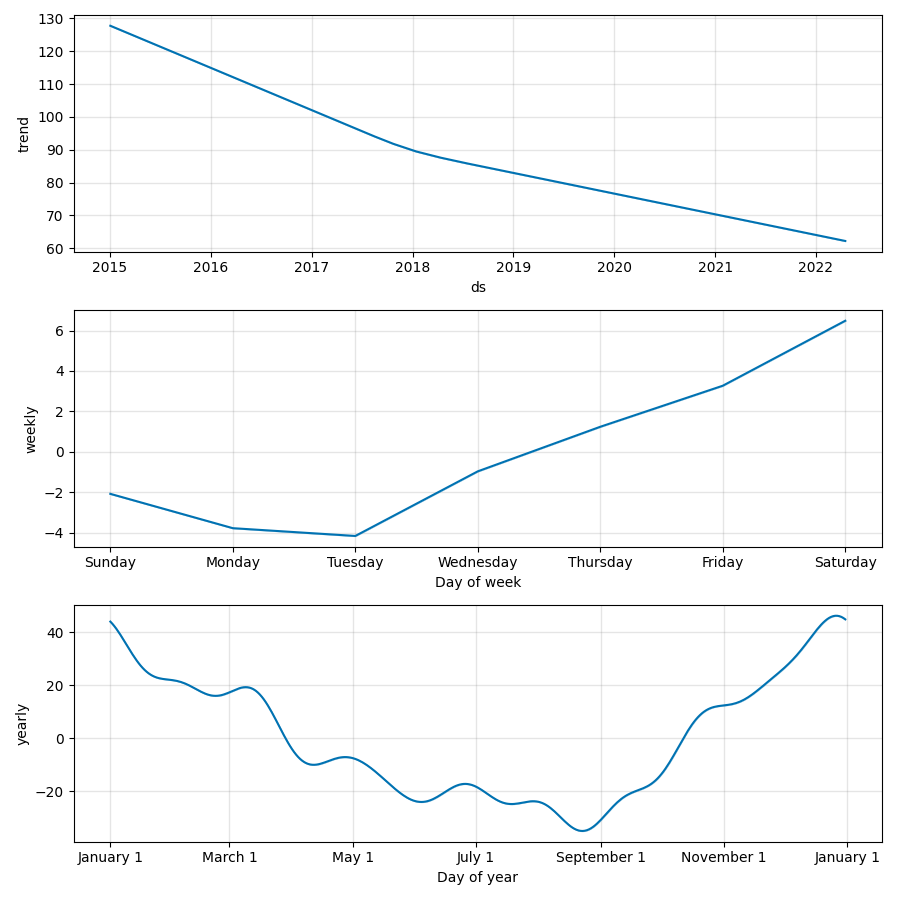 130
120
110
100
90
80
70
60
trend
2015 2016 2017 2018 2019 2020 2021 2022
ds
6
4
2
0
−2
−4
weekly
Sunday Monday Tuesday Wednesday Thursday Friday Saturday
Day of week
40
20
0
−20
yearly
January 1 March 1 May 1 July 1 September 1 November 1 January 1
Day of year